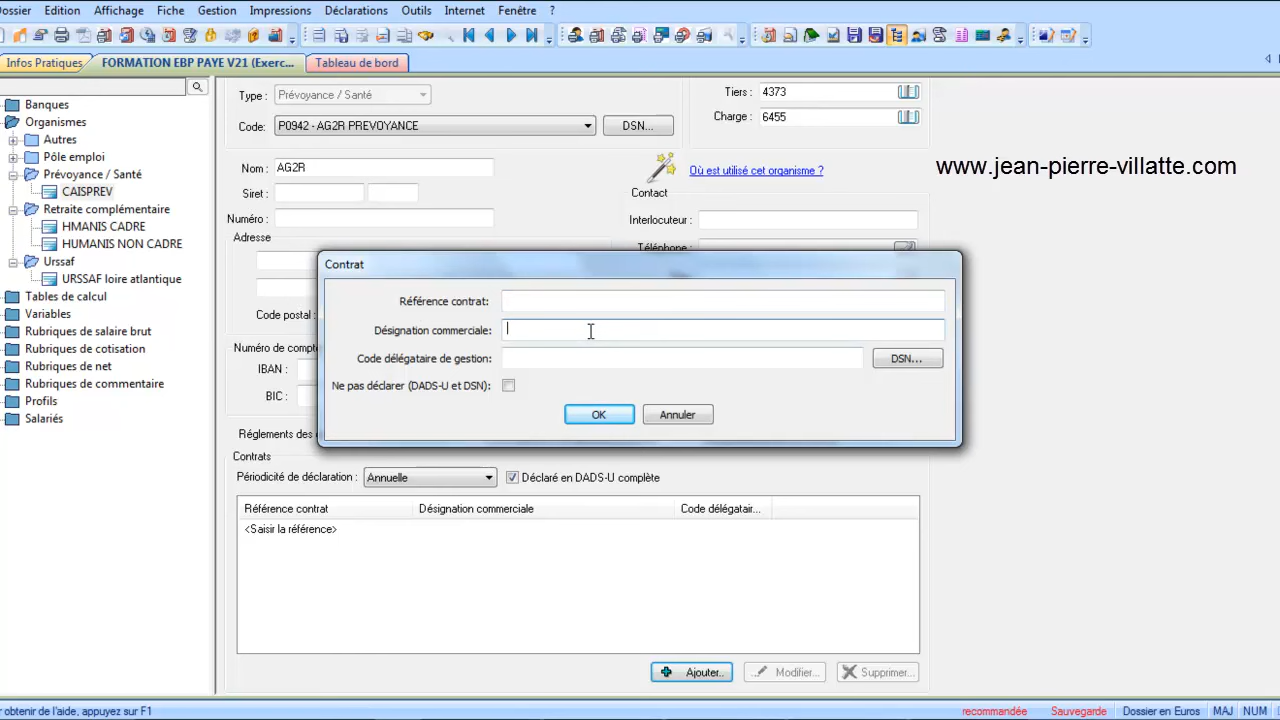 Dossier Edition Affichage Fiche Gestion Impressions Déclarations Outils Internet Fenêtre ?
Infos Pratiques FORMATION EBP PAYE V21 (Exerc... Tableau de bord
Banques
Organismes
Autres
Pôle emploi
Prévoyance / Santé
CAISPREV
Retraite complémentaire
HMANIS CADRE
HUMANIS NON CADRE
Urssaf
URSSAF loire atlantique
Tables de calcul
Variables
Rubriques de salaire brut
Rubriques de cotisation
Rubriques de net
Rubriques de commentaire
Profils
Salariés
Type : Prévoyance / Santé
Code: P0942 - AG2R PREVOYANCE DSN...
Tiers : 4373
Charge : 6455
Nom : AG2R
Où est utilisé cet organisme ?
www.jean-pierre-villatte.com
Siret :
Contact
Numéro :
Interlocuteur :
Adresse
Téléphone :
Code postal :
Numéro de compt
IBAN :
BIC :
Contrat
Référence contrat:
Désignation commerciale:
Code délégataire de gestion: DSN...
Ne pas déclarer (DADS-U et DSN):
OK Annuler
Réglements des c
Contrats
Périodicité de déclaration : Annuelle Déclaré en DADS-U complète
Référence contrat Désignation commerciale Code délégatair...
<Saisir la référence>
Ajouter.. Modifier... Supprimer...
r obtenir de l'aide, appuyez sur F1 recommandée Sauvegarde Dossier en Euros MAJ NUM